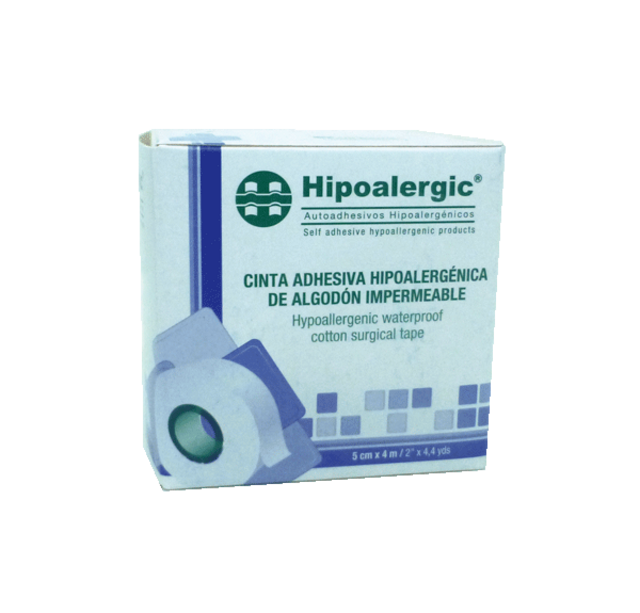 Hipoalergic®
Autoadhesivos Hipoalergénicos
Self adhesive hypoallergenic products
CINTA ADHESIVA HIPOALERGÉNICA
DE ALGODÓN IMPERMEABLE
Hypoallergenic waterproof
cotton surgical tape
5 cm x 4 m / 2" x 4,4 yds